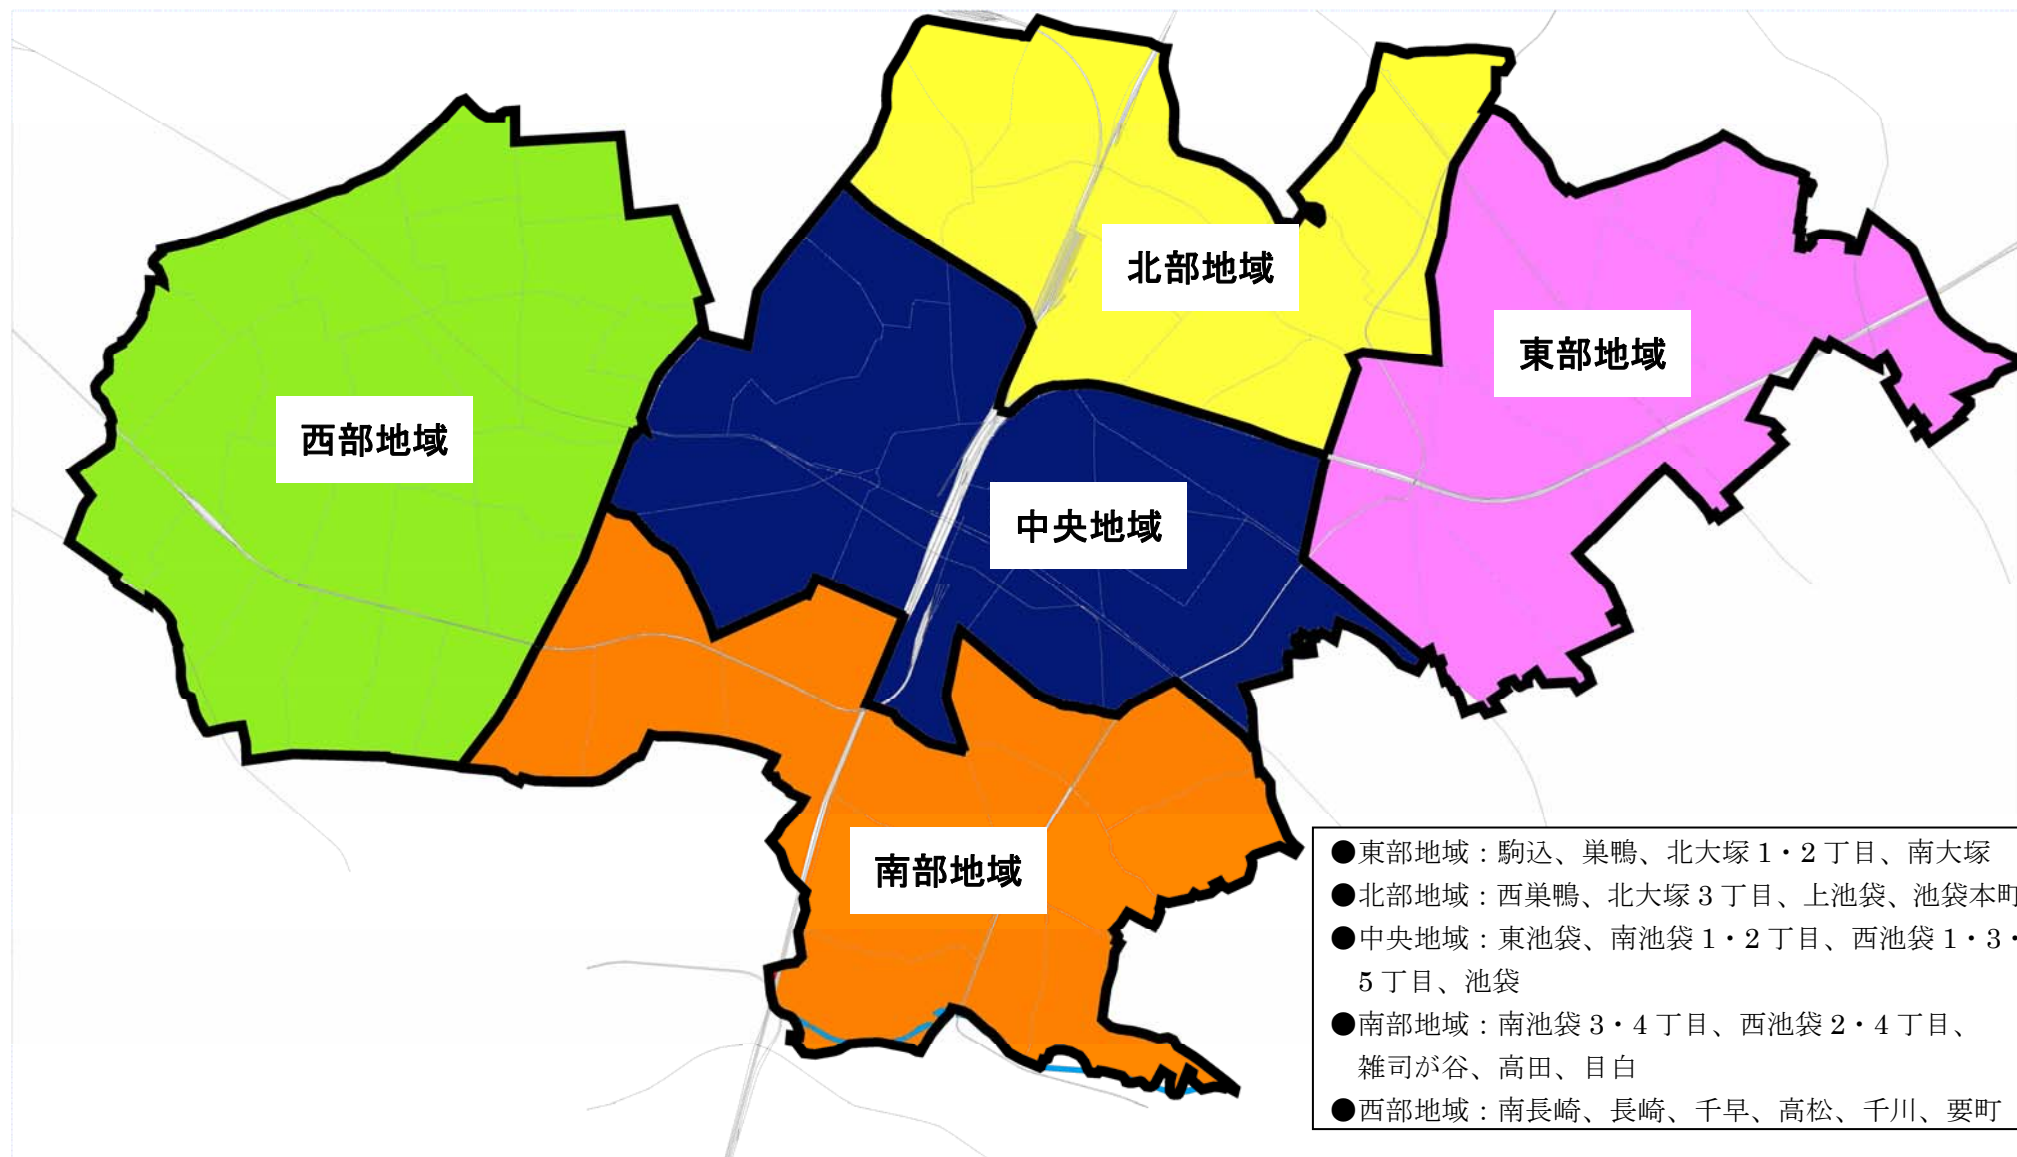 北部地域
東部地域
西部地域
中央地域
南部地域
●東部地域：駒込、巣鴨、北大塚1・2丁目、南大塚
●北部地域：西巣鴨、北大塚3丁目、上池袋、池袋本町
●中央地域：東池袋、南池袋1・2丁目、西池袋1・3・
5丁目、池袋
●南部地域：南池袋3・4丁目、西池袋2・4丁目、
雑司が谷、高田、目白
●西部地域：南長崎、長崎、千早、高松、千川、要町